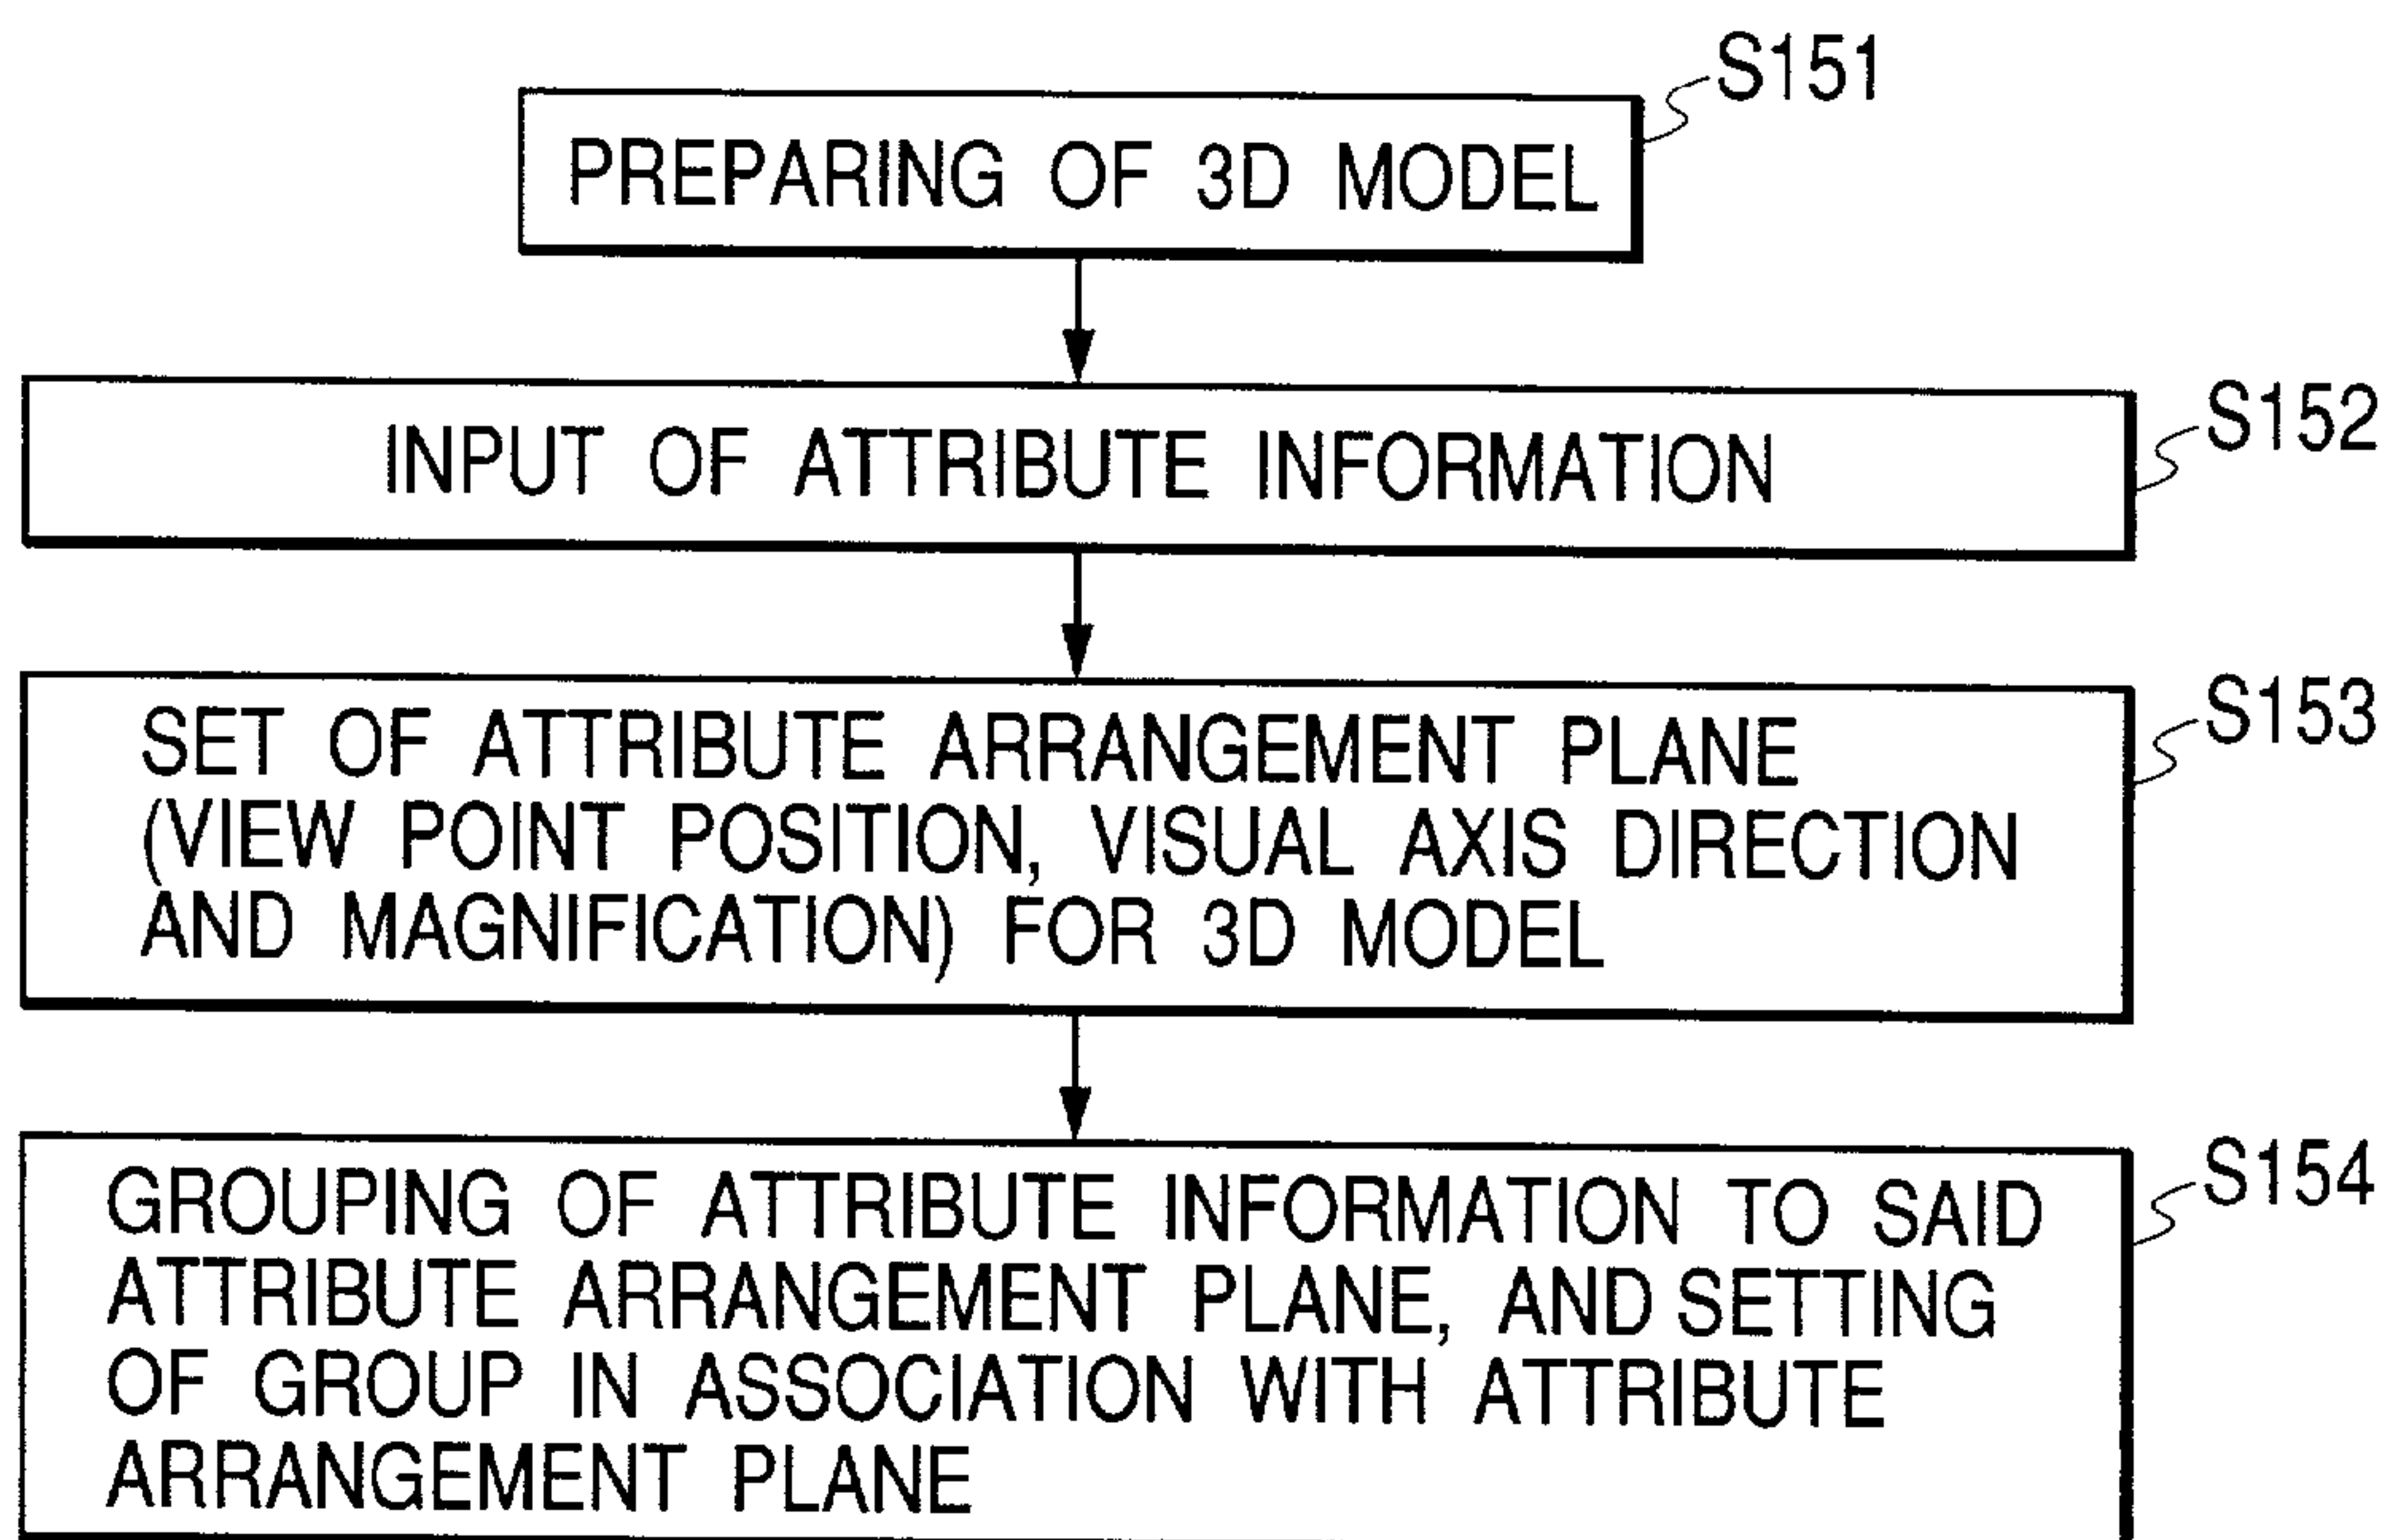 S151
PREPARING OF 3D MODEL
S152
INPUT OF ATTRIBUTE INFORMATION
S153
SET OF ATTRIBUTE ARRANGEMENT PLANE
(VIEW POINT POSITION, VISUAL AXIS DIRECTION
AND MAGNIFICATION) FOR 3D MODEL
S154
GROUPING OF ATTRIBUTE INFORMATION TO SAID
ATTRIBUTE ARRANGEMENT PLANE, AND SETTING
OF GROUP IN ASSOCIATION WITH ATTRIBUTE
ARRANGEMENT PLANE